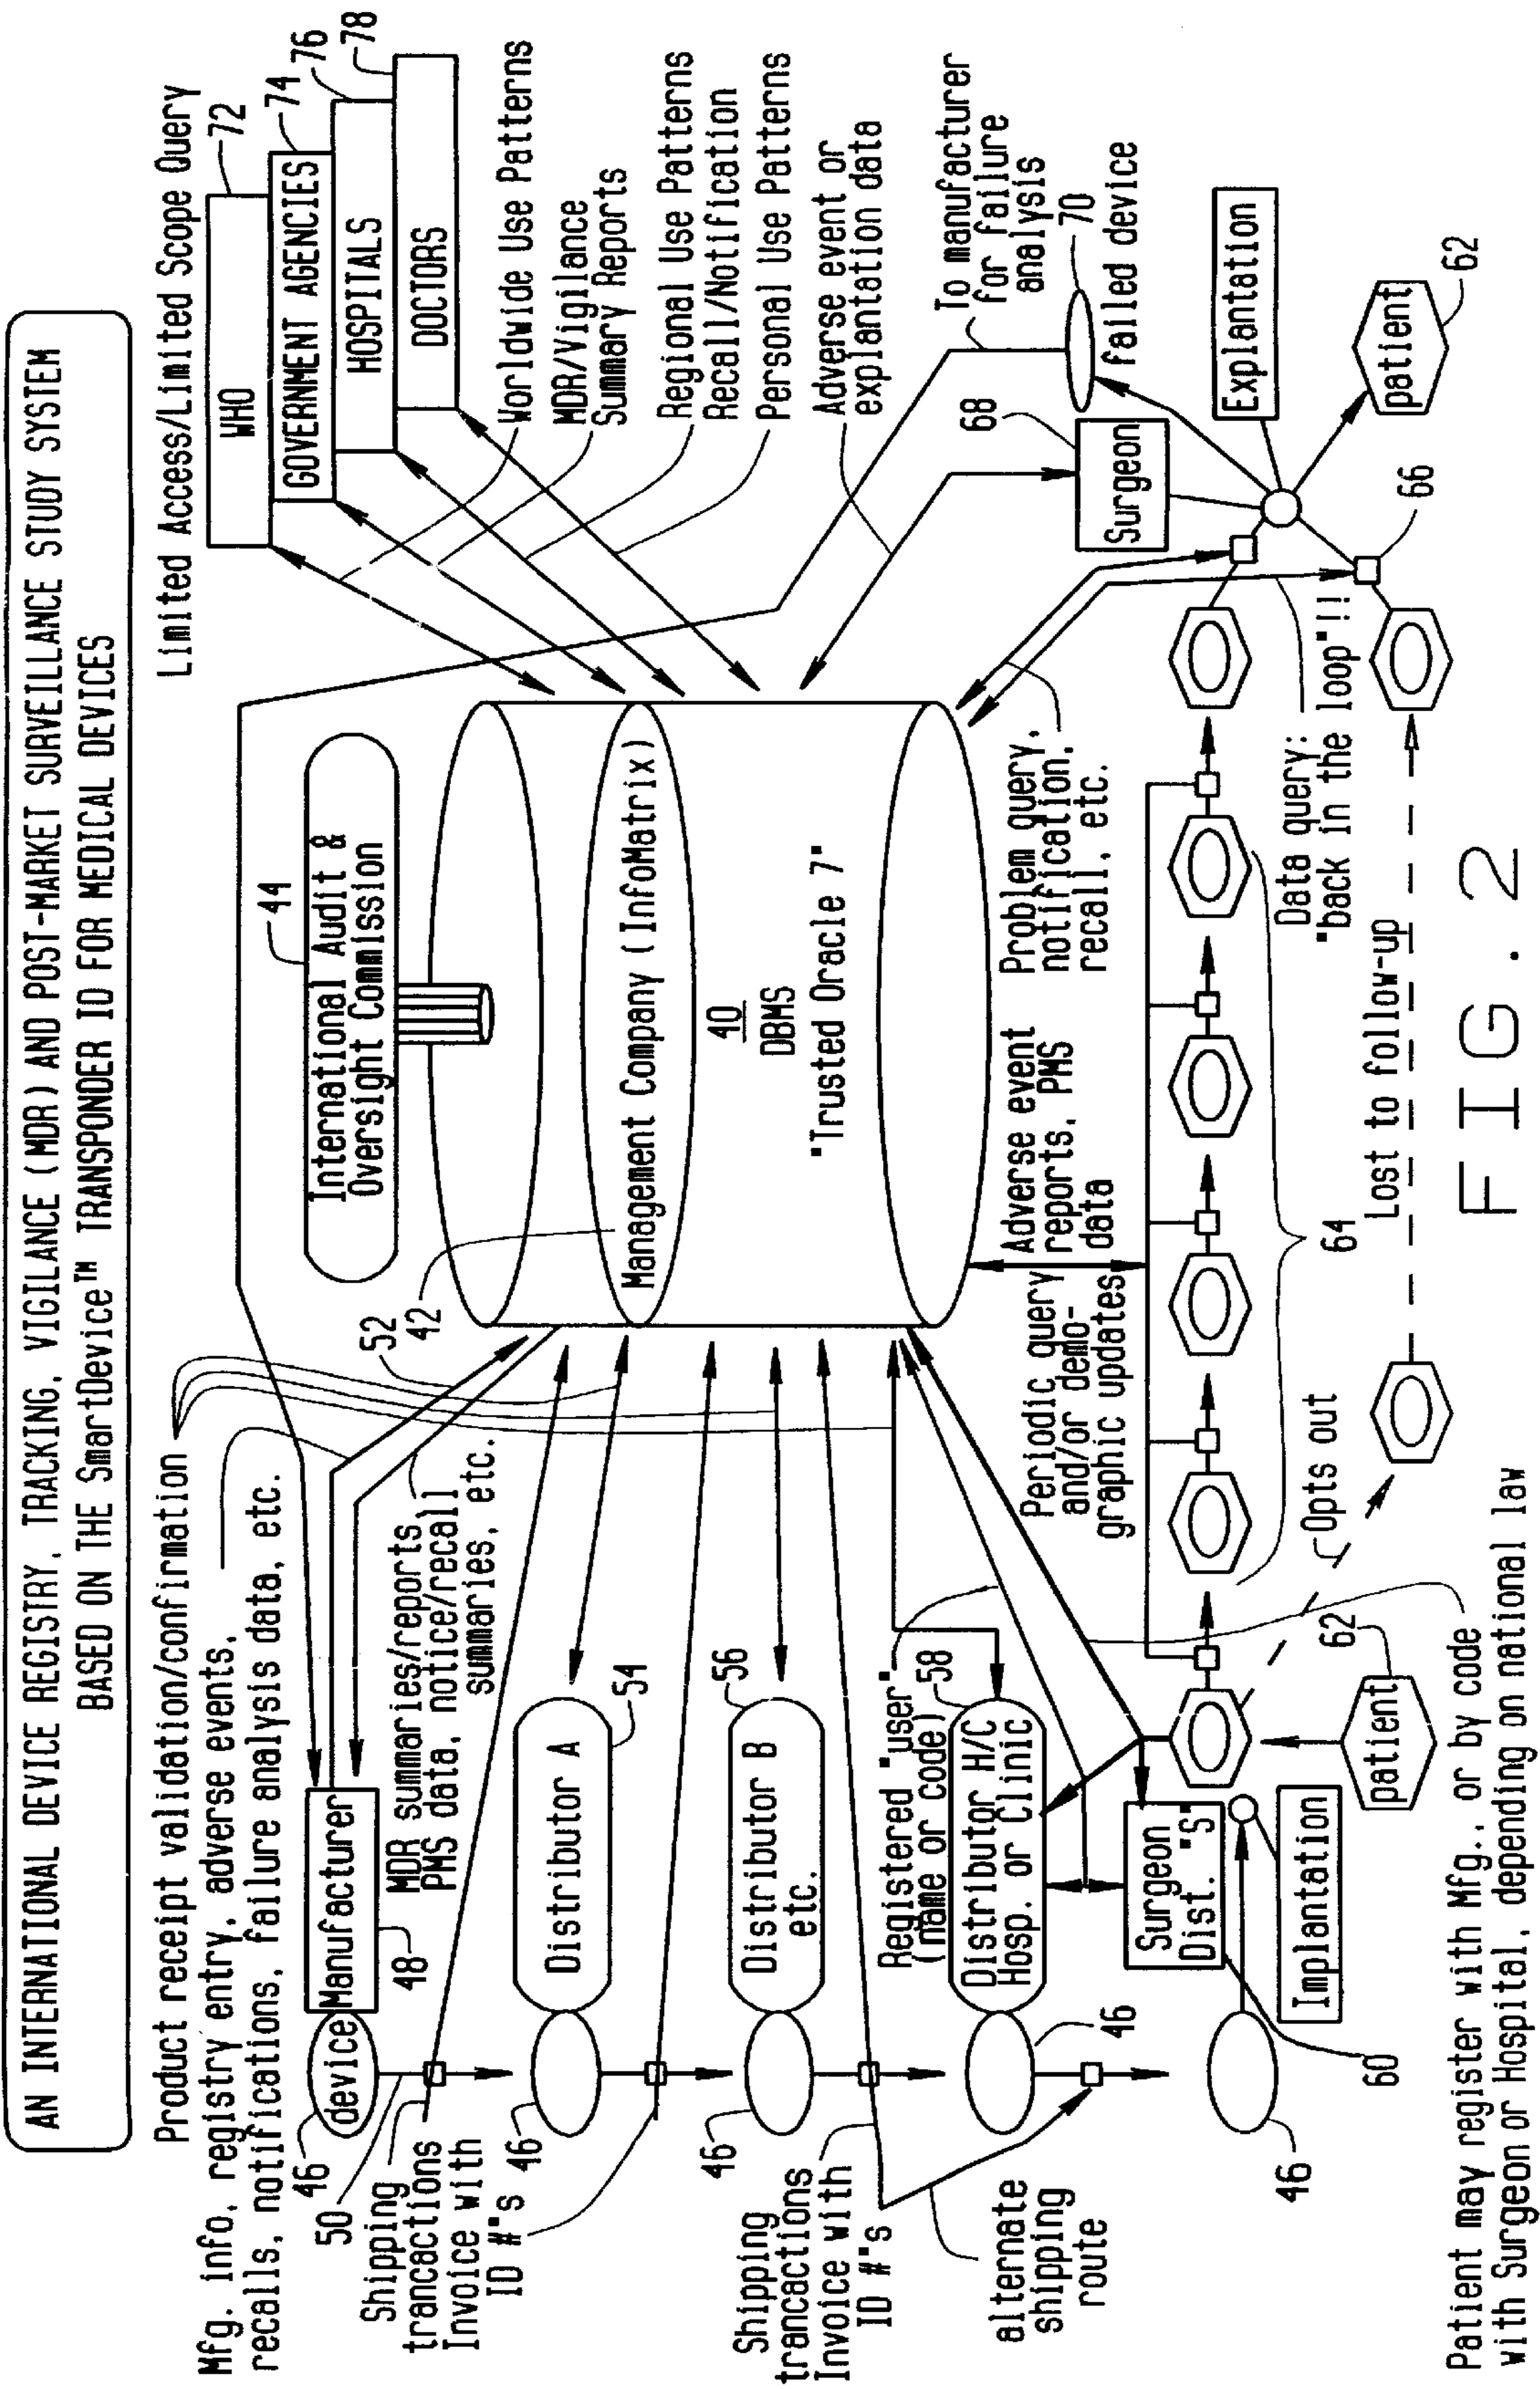 AN INTERNATIONAL DEVICE REGISTRY, TRACKING, VIGILANCE (MDR) AND POST-MARKET SURVEILLANCE STUDY SYSTEM
BASED ON THE SmartDevice™ TRANSPONDER ID FOR MEDICAL DEVICES
Product receipt validation/confirmation
Mfg. info, registry entry, adverse events,
recalls, notifications, failure analysis data, etc.
Limited Access/Limited Scope Query
WHO
72
GOVERNMENT AGENCIES
74
HOSPITALS
76
DOCTORS
78
44
International Audit &
Oversight Commission
46
device
Manufacturer
48
50
52
42
Shipping
trancactions
Invoice with
ID #'s
MDR summaries/reports,
PMS data, notice/recall
summaries, etc.
46
Distributor A
54
Management Company (InfoMatrix)
40
DBMS
"Trusted Oracle 7"
Worldwide Use Patterns
MDR/Vigilance
Summary Reports
Regional Use Patterns
Recall/Notification
Personal Use Patterns
Adverse event or
explantation data
46
Distributor B
etc.
56
Shipping
trancactions
Invoice with
ID #'s
Registered "user"
(name or code)
58
Distributor H/C
Hosp. or Clinic
46
alternate
shipping
route
To manufacturer
for failure
analysis
70
failed device
68
Surgeon
Explantation
patient
62
66
Problem query,
notification,
recall, etc.
Adverse event
reports, PMS
data
Periodic query
and/or demo-
graphic updates
Surgeon
Dist. "S"
Implantation
60
46
patient
62
Opts out
64
Data query:
"back in the loop"!!
Lost to follow-up
Patient may register with Mfg., or by code
with Surgeon or Hospital, depending on national law
FIG. 2